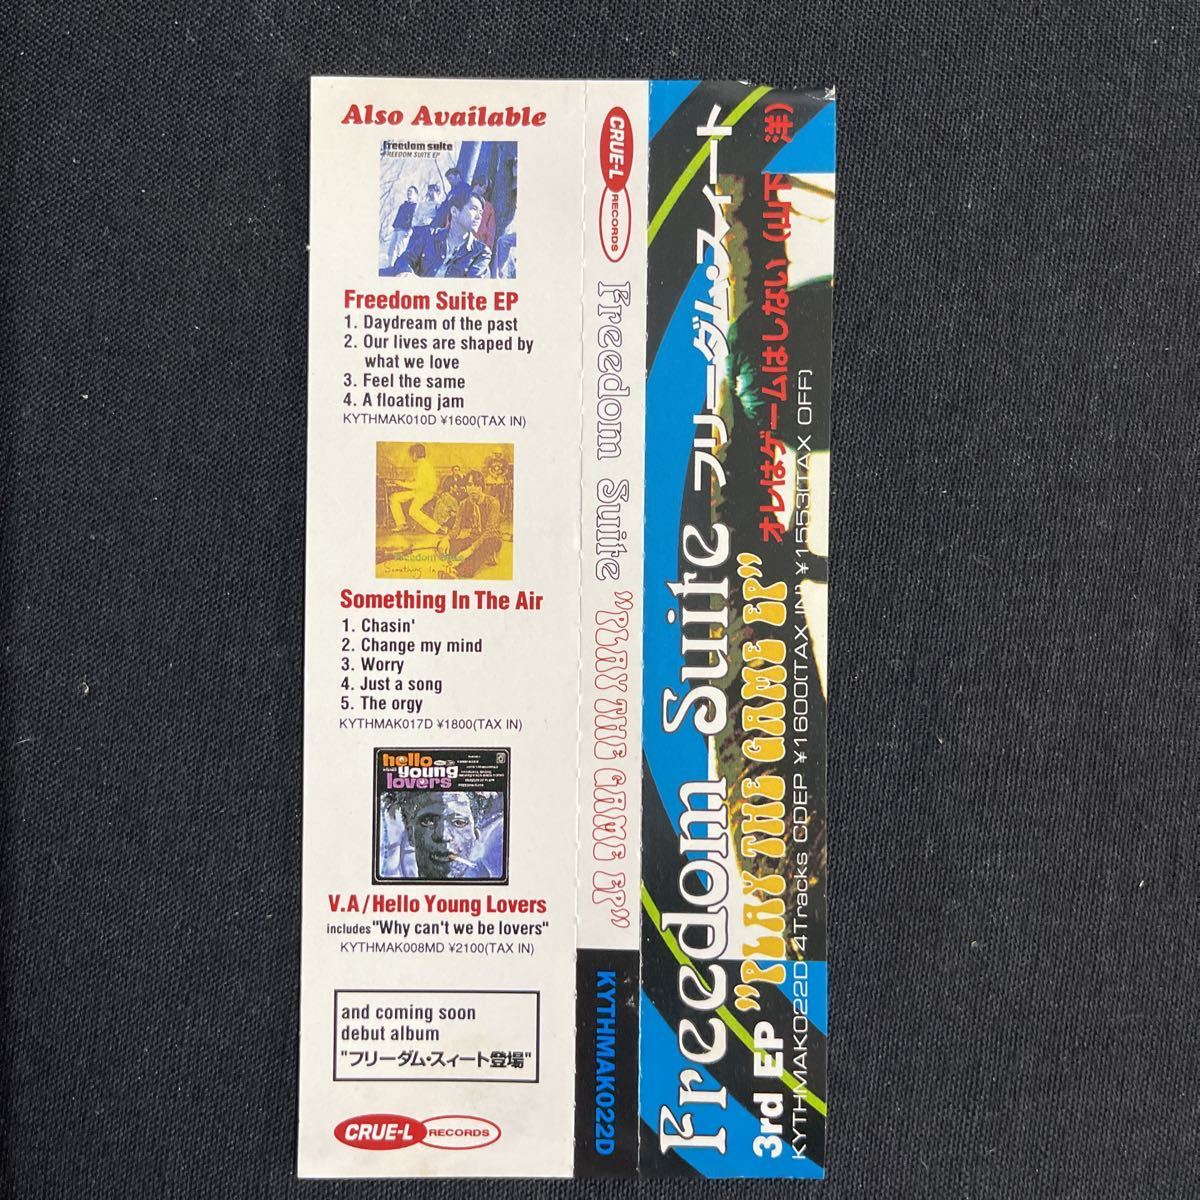 Also Available
freedom suite
FREEDOM SUITE EP
Freedom Suite EP
1. Daydream of the past
2. Our lives are shaped by
what we love
3. Feel the same
4. A floating jam
KYTHMAK010D ¥1600(TAX IN)
Freedom Suite
Something In The Air
1. Chasin'
2. Change my mind
3. Worry
4. Just a song
5. The orgy
KYTHMAK017D ¥1800(TAX IN)
hello
young
lovers
V.A/Hello Young Lovers
includes "Why can't we be lovers"
KYTHMAK008MD ¥2100(TAX IN)
and coming soon
debut album
"フリーダム・スィート登場"
CRUE-L RECORDS
CRUE-L RECORDS
Freedom Suite "PLAY THE GAME EP"
KYTHMAK022D
Freedom Suite フリーダム・スィート
3rd EP "PLAY THE GAME EP" オレはゲームはしない(山下 洋)
KYTHMAK022D 4Tracks CDEP ¥1600(TAX IN) ¥1553(TAX OFF)